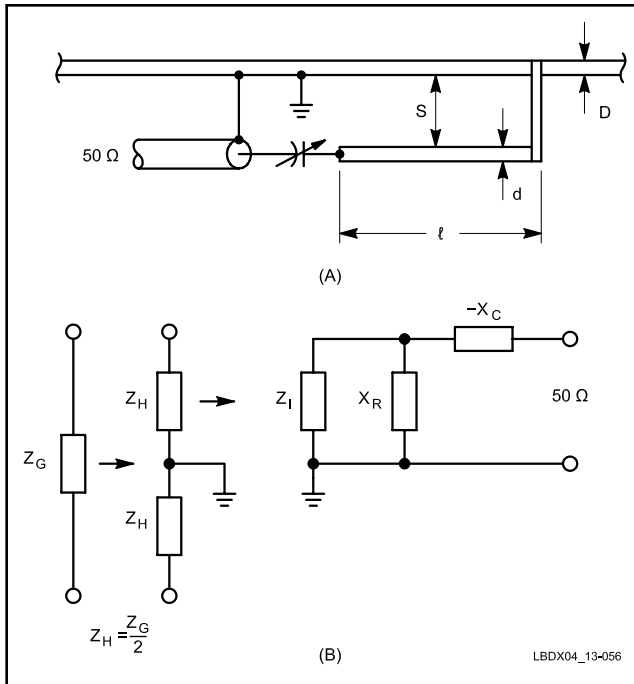 D
S
50 Ω
d
ℓ
(A)
–X_C
Z_H
Z_I
X_R
50 Ω
Z_G
Z_H
Z_H = Z_G/2
(B)
LBDX04_13-056